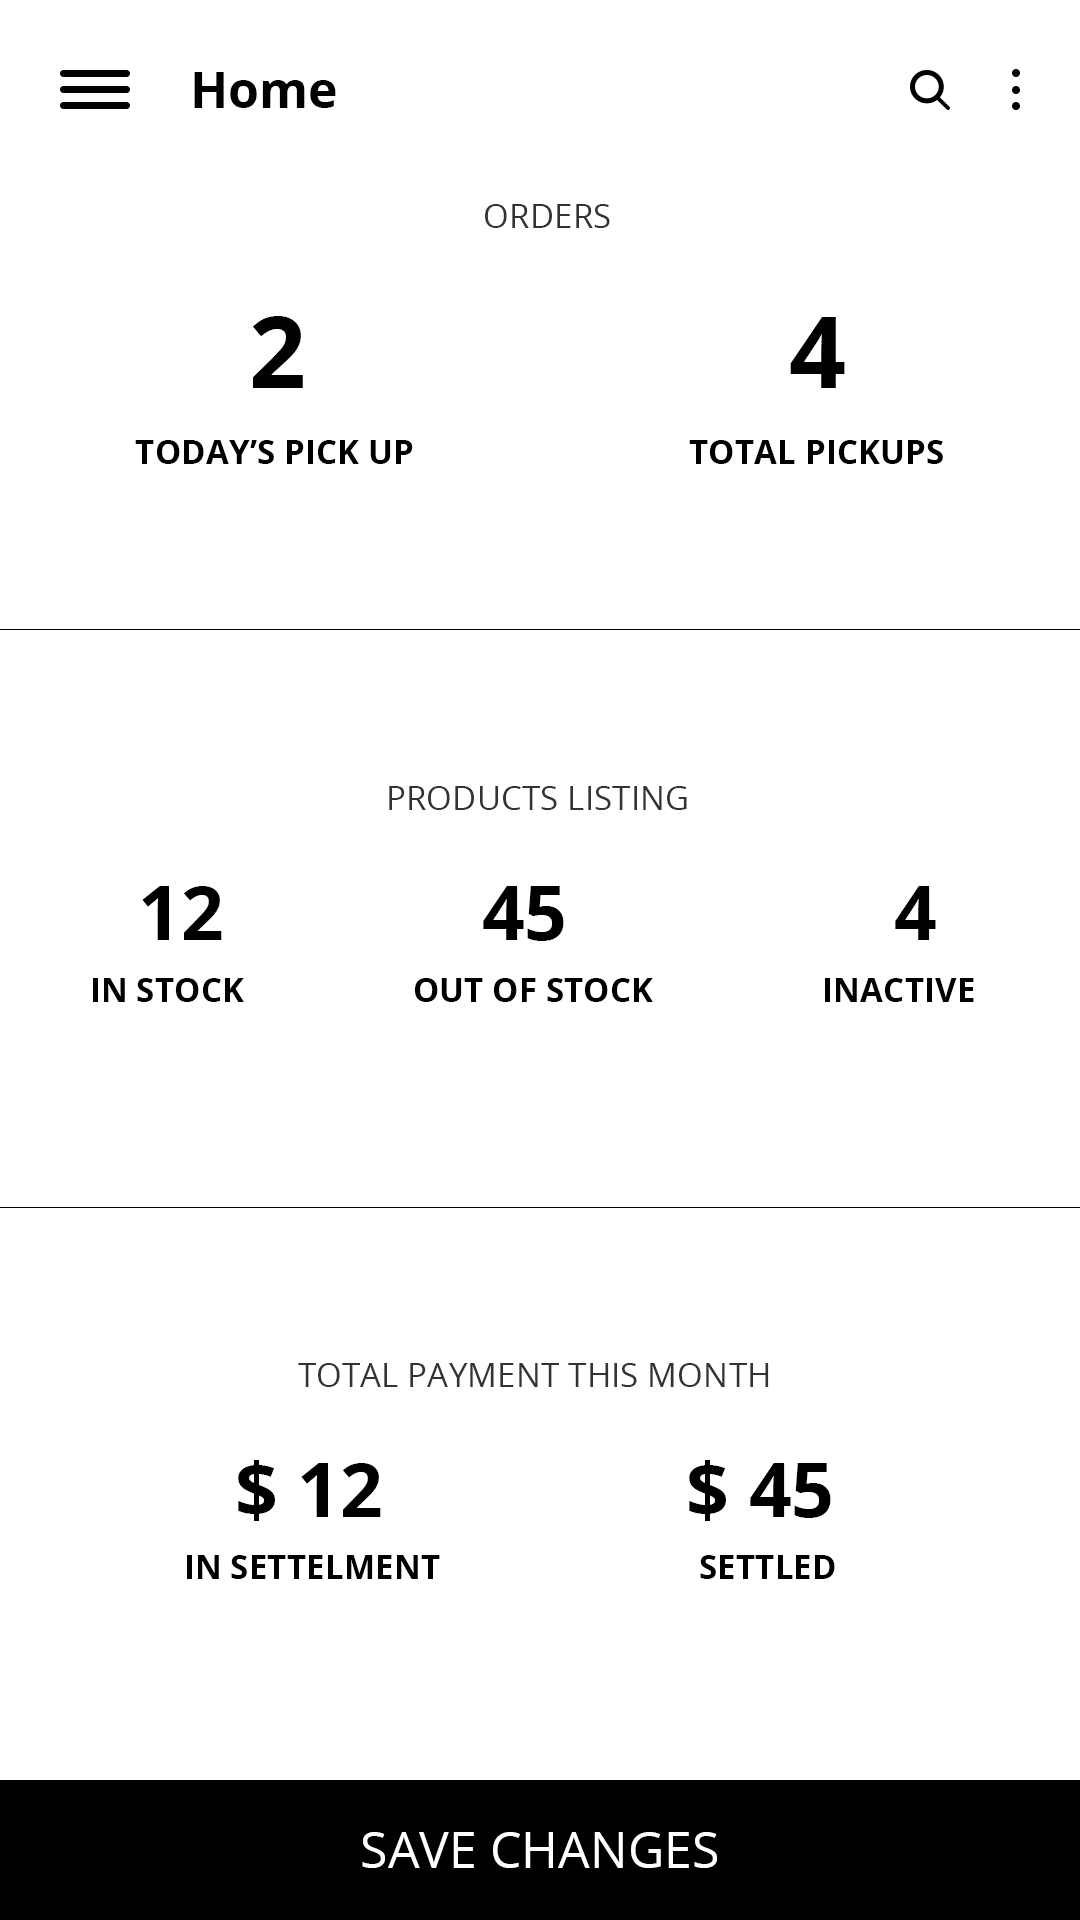 Home
ORDERS
2 4
TODAY’S PICK UP TOTAL PICKUPS
PRODUCTS LISTING
12 45 4
IN STOCK OUT OF STOCK INACTIVE
TOTAL PAYMENT THIS MONTH
$ 12 $ 45
IN SETTELMENT SETTLED
SAVE CHANGES